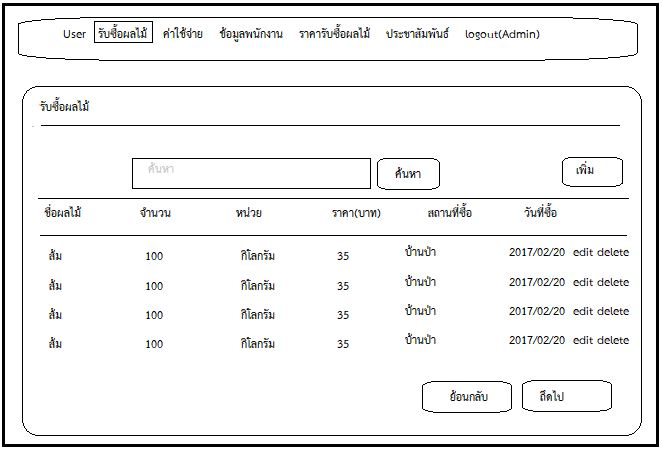 User รับซื้อผลไม้ ค่าใช้จ่าย ข้อมูลพนักงาน ราคารับซื้อผลไม้ ประชาสัมพันธ์ logout(Admin)
รับซื้อผลไม้
ค้นหา ค้นหา เพิ่ม
ชื่อผลไม้ จำนวน หน่วย ราคา(บาท) สถานที่ซื้อ วันที่ซื้อ
ส้ม 100 กิโลกรัม 35 บ้านป่า 2017/02/20 edit delete
ส้ม 100 กิโลกรัม 35 บ้านป่า 2017/02/20 edit delete
ส้ม 100 กิโลกรัม 35 บ้านป่า 2017/02/20 edit delete
ส้ม 100 กิโลกรัม 35 บ้านป่า 2017/02/20 edit delete
ย้อนกลับ ถึดไป